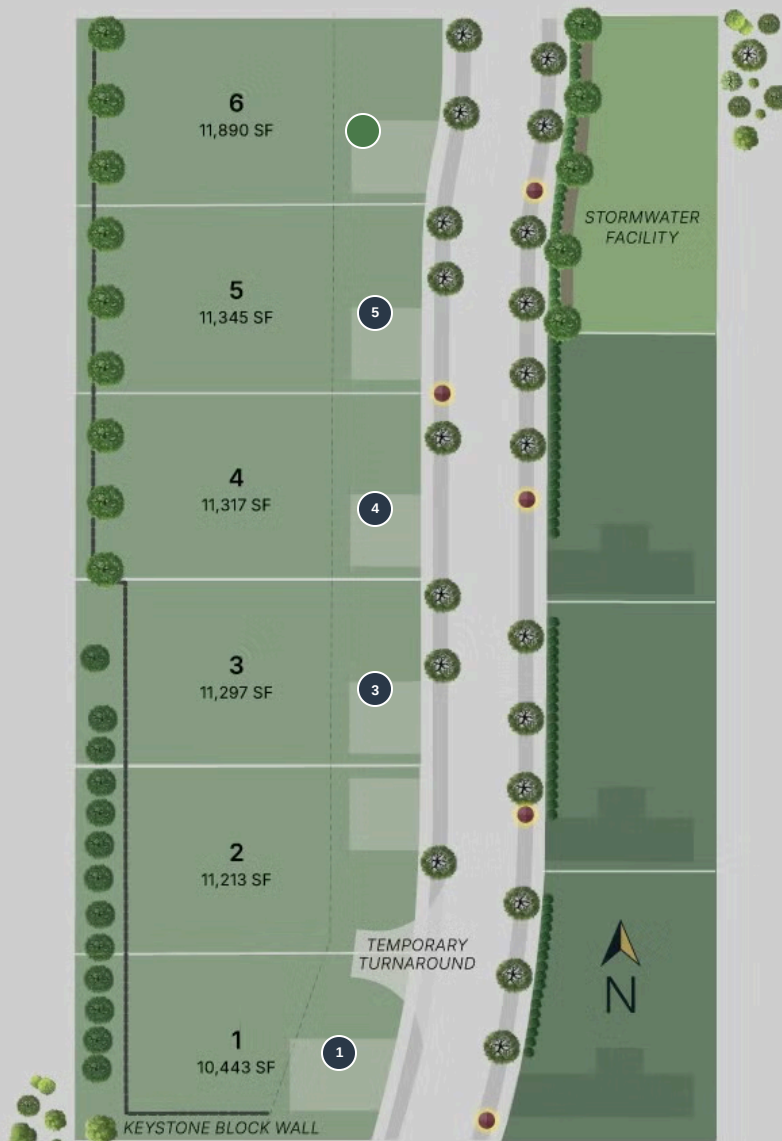 6
11,890 SF
STORMWATER
FACILITY
5
11,345 SF
5
4
11,317 SF
4
3
11,297 SF
3
2
11,213 SF
TEMPORARY
TURNAROUND
N
1
10,443 SF
1
KEYSTONE BLOCK WALL